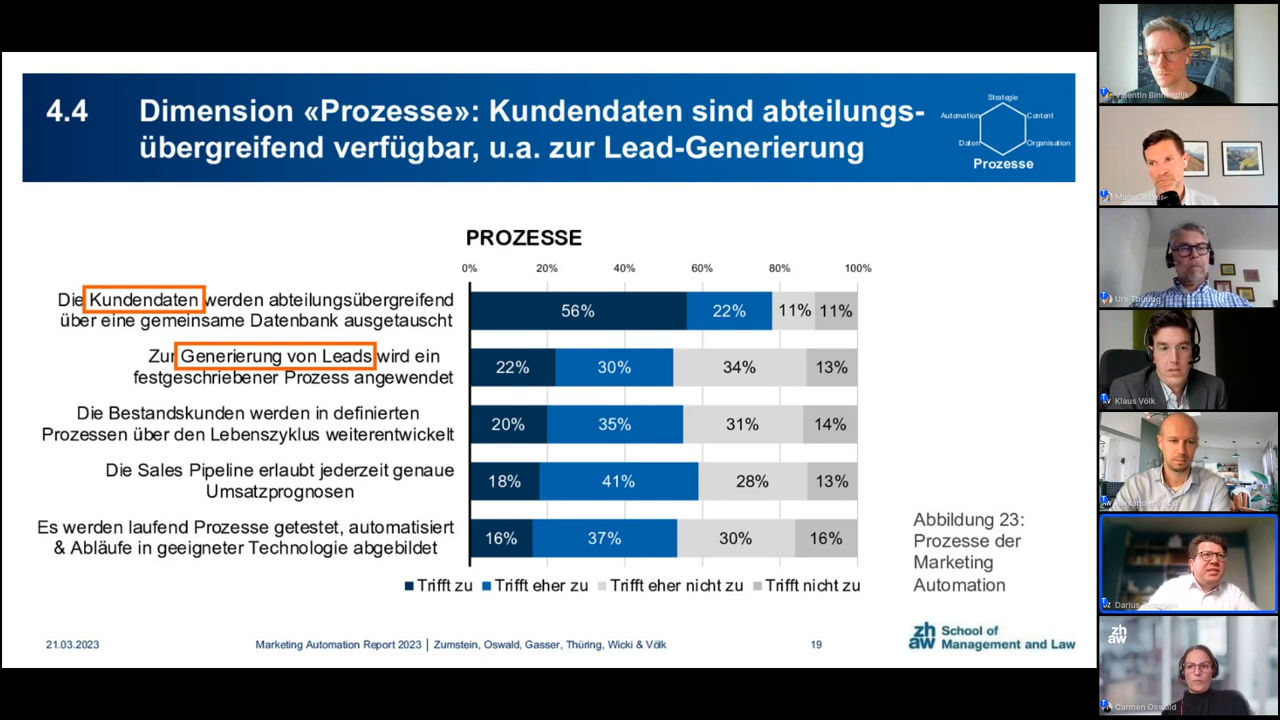 4.4 Dimension «Prozesse»: Kundendaten sind abteilungs-
übergreifend verfügbar, u.a. zur Lead-Generierung
Strategie
Automation
Content
Daten
Organisation
Prozesse
PROZESSE
0% 20% 40% 60% 80% 100%
Die Kundendaten werden abteilungsübergreifend
über eine gemeinsame Datenbank ausgetauscht
56% 22% 11% 11%
Zur Generierung von Leads wird ein
festgeschriebener Prozess angewendet
22% 30% 34% 13%
Die Bestandskunden werden in definierten
Prozessen über den Lebenszyklus weiterentwickelt
20% 35% 31% 14%
Die Sales Pipeline erlaubt jederzeit genaue
Umsatzprognosen
18% 41% 28% 13%
Es werden laufend Prozesse getestet, automatisiert
& Abläufe in geeigneter Technologie abgebildet
16% 37% 30% 16%
Trifft zu Trifft eher zu Trifft eher nicht zu Trifft nicht zu
Abbildung 23:
Prozesse der
Marketing
Automation
21.03.2023
Marketing Automation Report 2023 | Zumstein, Oswald, Gasser, Thüring, Wicki & Völk
19
zh
aw
School of
Management and Law
Valentin Binnendijk
Urs Thüring
Klaus Völk
Darius
zh
aw
Carmen Oswald